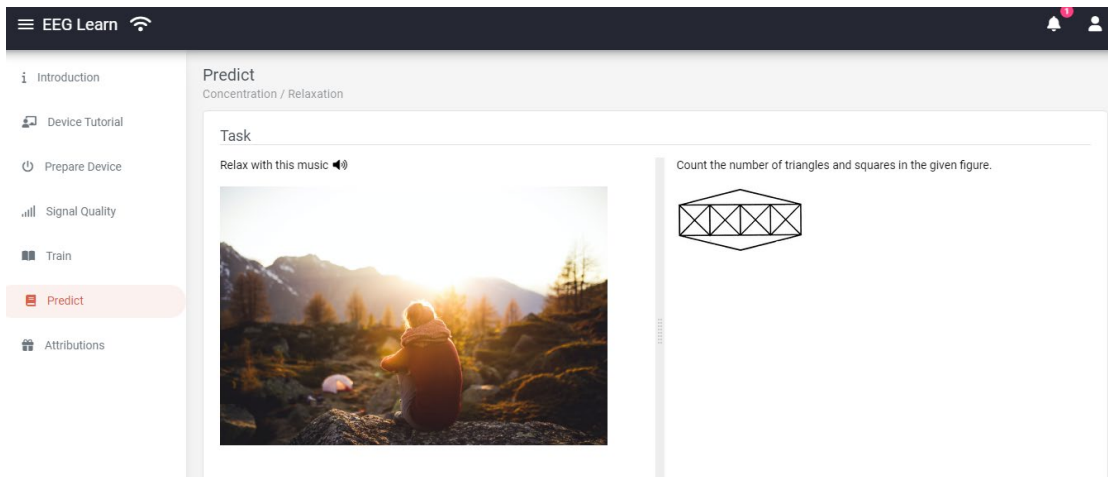 EEG Learn
1
Introduction
Device Tutorial
Prepare Device
Signal Quality
Train
Predict
Attributions
Predict
Concentration / Relaxation
Task
Relax with this music
Count the number of triangles and squares in the given figure.